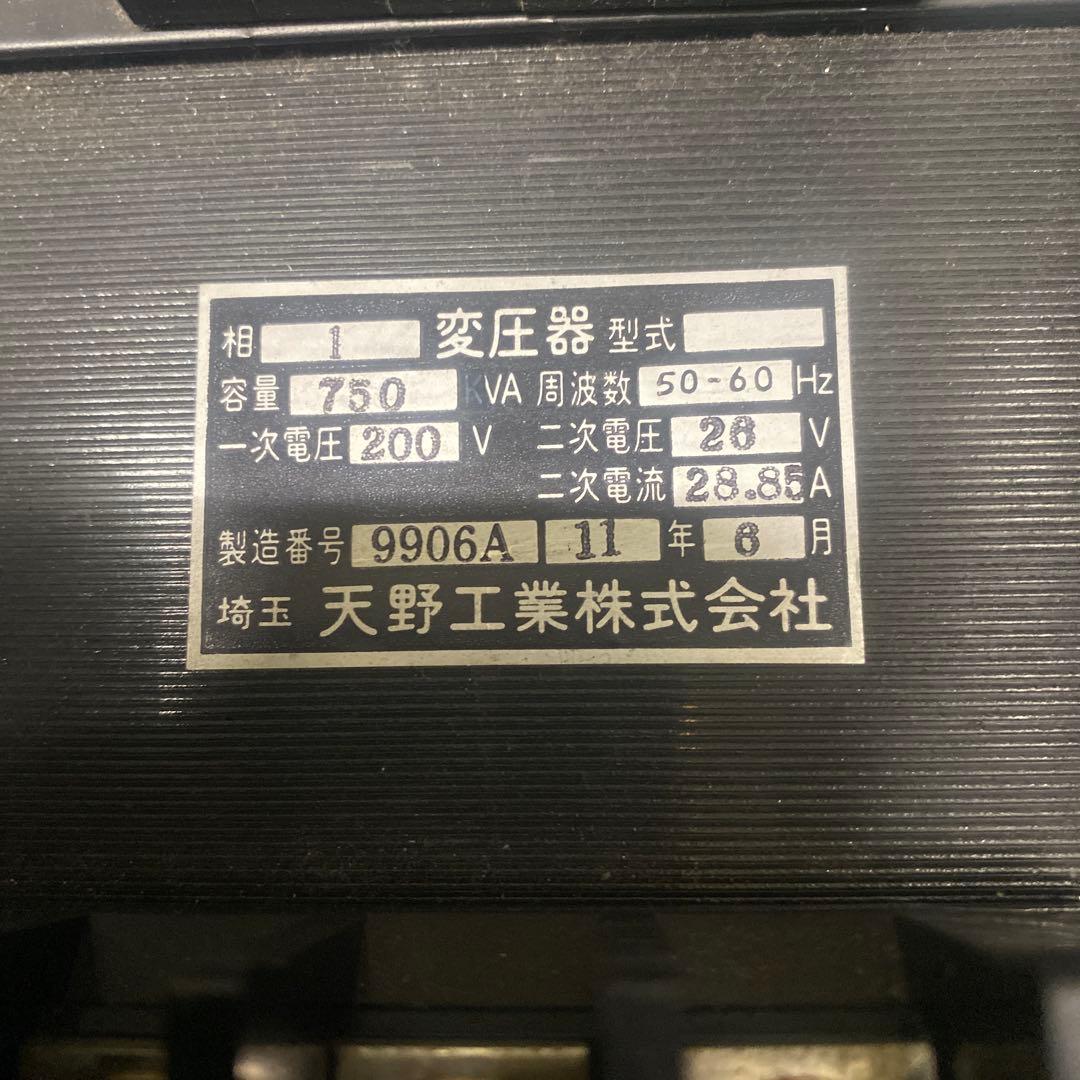 相 1 変圧器 型式
容量 750 KVA 周波数 50-60 Hz
一次電圧 200 V 二次電圧 26 V
二次電流 28.85 A
製造番号 9906A 11 年 6 月
埼玉 天野工業株式会社